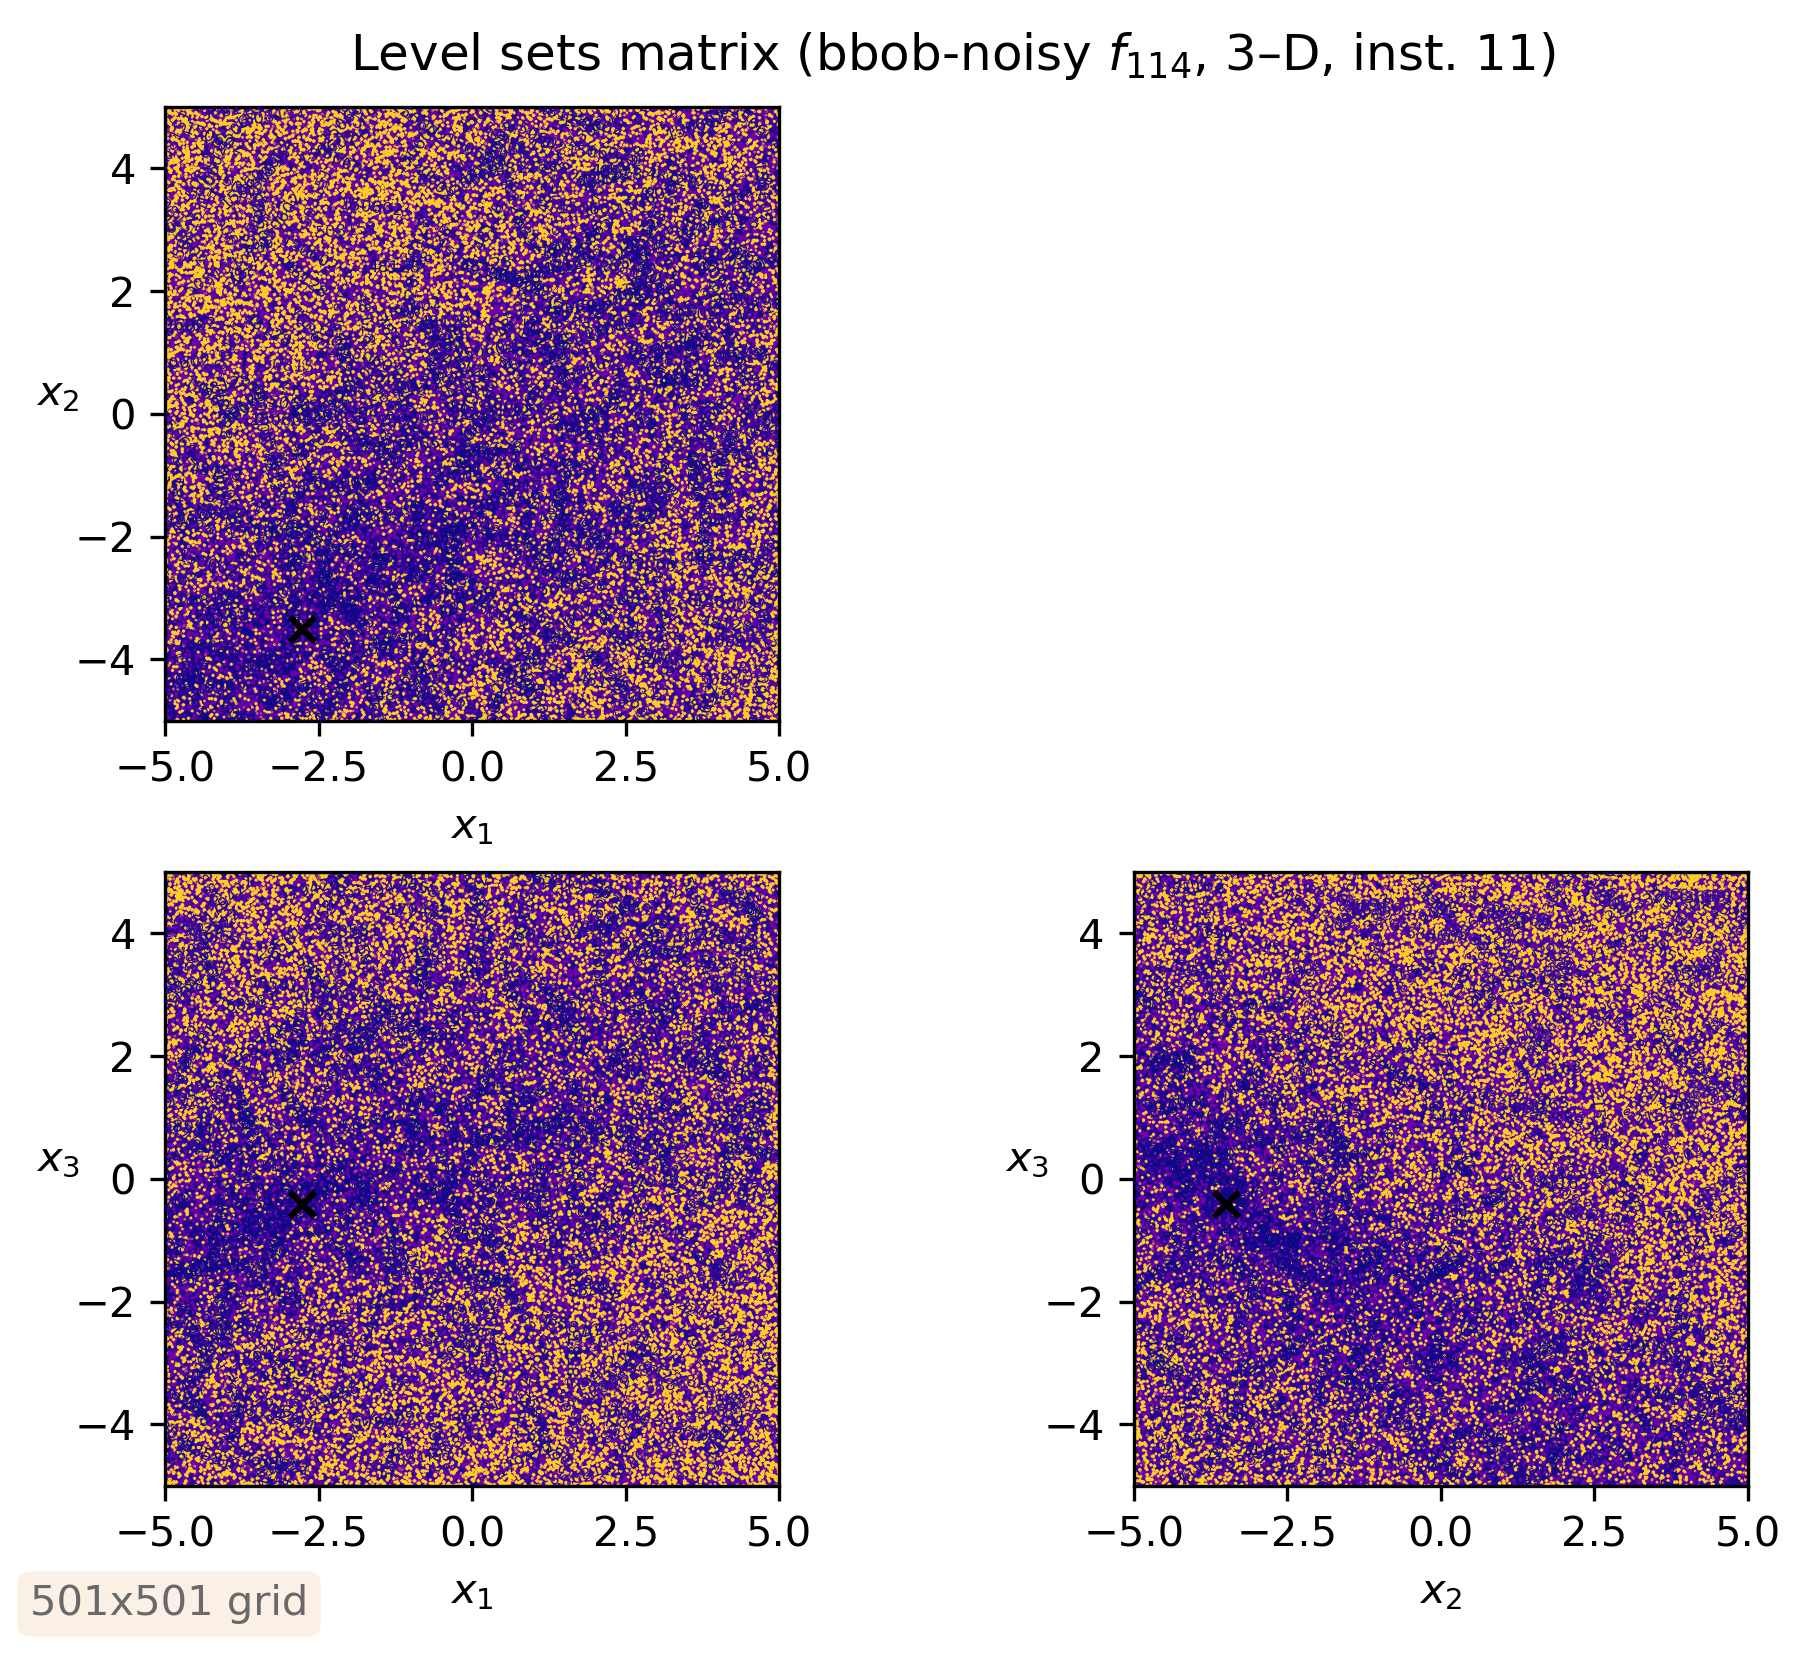 Level sets matrix (bbob-noisy f₁₁₄, 3–D, inst. 11)
4
2
x₂ 0
−2
−4
−5.0 −2.5 0.0 2.5 5.0
x₁
4 4
2 2
x₃ 0 x₃ 0
−2 −2
−4 −4
−5.0 −2.5 0.0 2.5 5.0 −5.0 −2.5 0.0 2.5 5.0
501x501 grid x₁ x₂